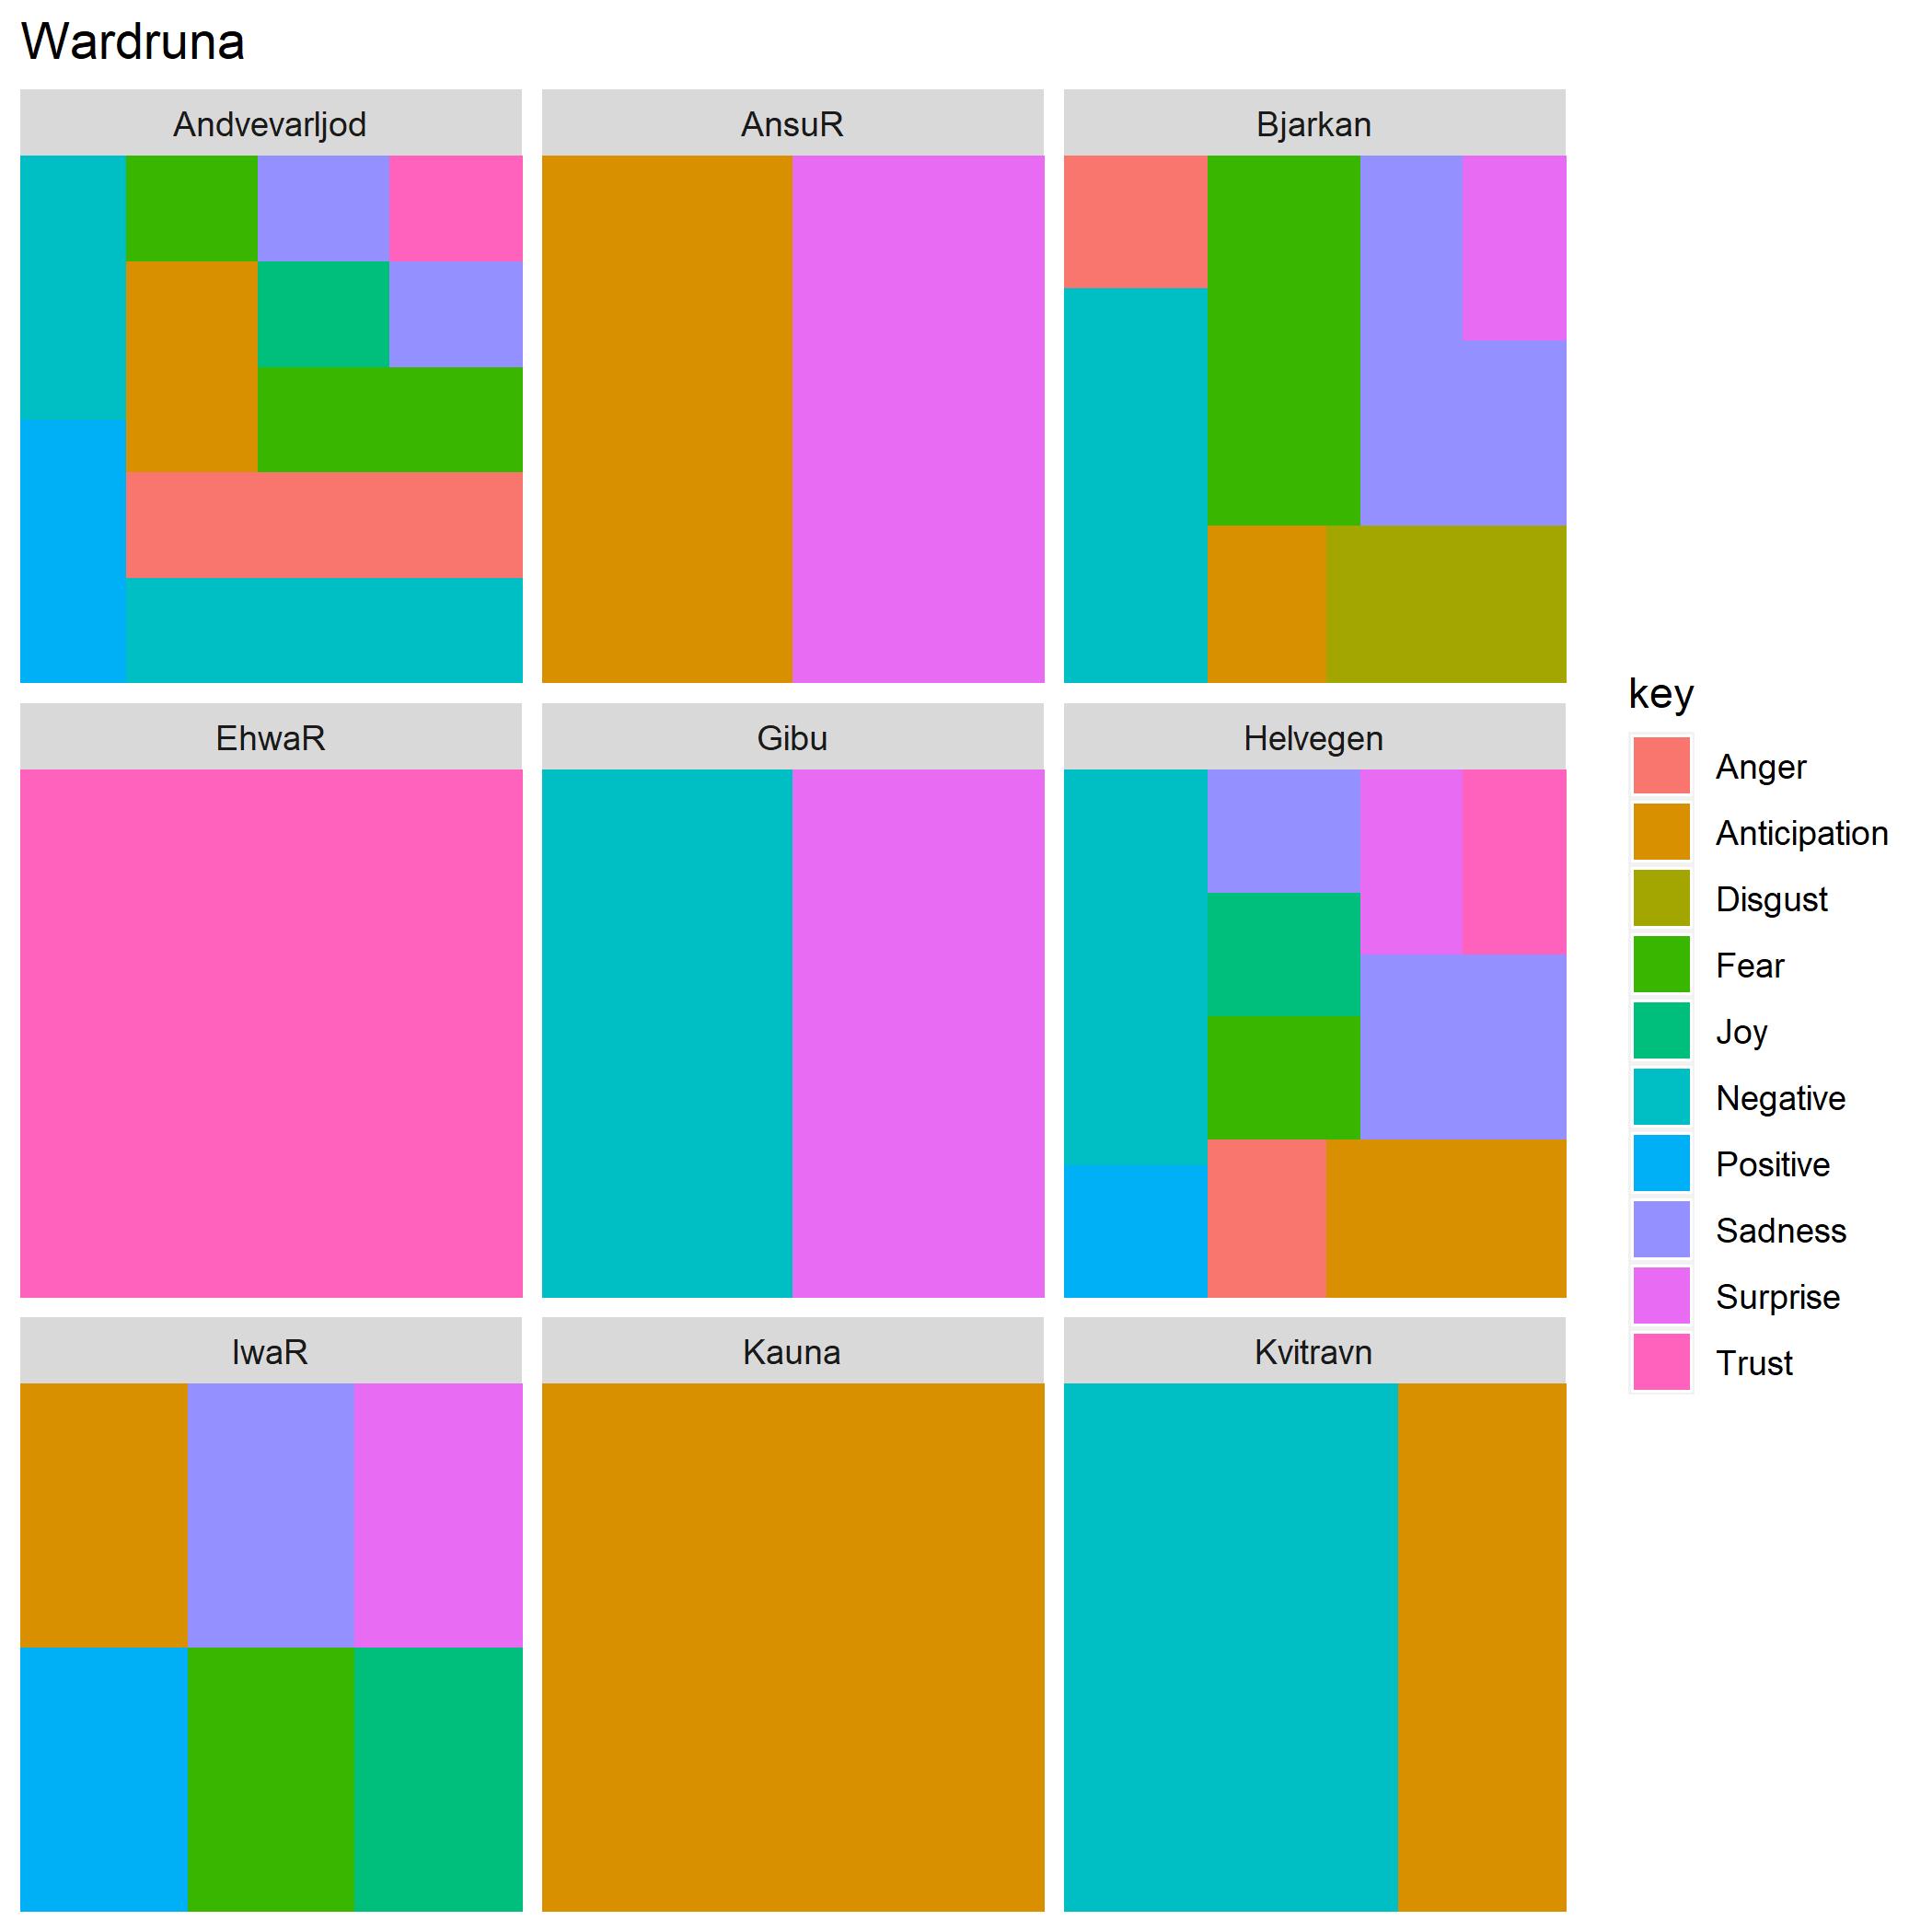 Wardruna
Andvevarljod
AnsuR
Bjarkan
EhwaR
Gibu
Helvegen
IwaR
Kauna
Kvitravn
key
Anger
Anticipation
Disgust
Fear
Joy
Negative
Positive
Sadness
Surprise
Trust